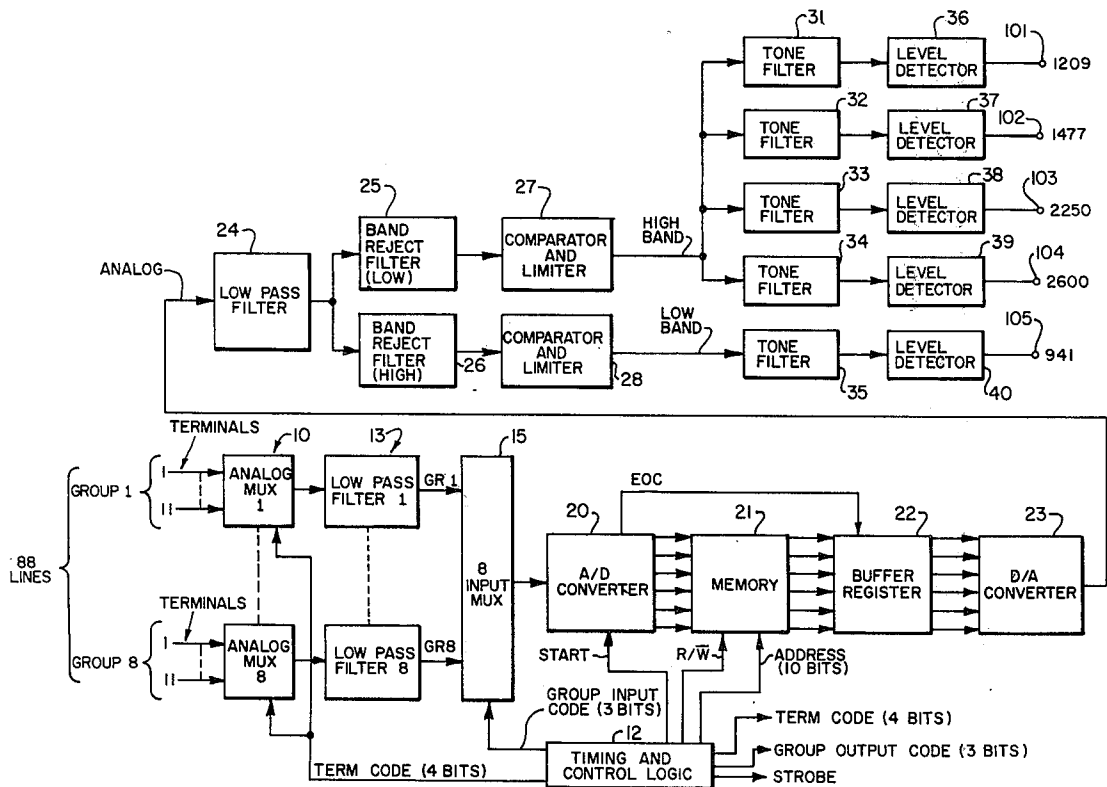 31
TONE
FILTER
36
LEVEL
DETECTOR
101
1209
32
TONE
FILTER
37
LEVEL
DETECTOR
102
1477
33
TONE
FILTER
38
LEVEL
DETECTOR
103
2250
34
TONE
FILTER
39
LEVEL
DETECTOR
104
2600
35
TONE
FILTER
40
LEVEL
DETECTOR
105
941
ANALOG
24
LOW PASS
FILTER
25
BAND
REJECT
FILTER
(LOW)
27
COMPARATOR
AND
LIMITER
HIGH
BAND
BAND
REJECT
FILTER
(HIGH)
26
COMPARATOR
AND
LIMITER
28
LOW
BAND
88
LINES
GROUP 1
TERMINALS
I
II
10
ANALOG
MUX
1
13
LOW PASS
FILTER 1
GR 1
GROUP 8
TERMINALS
I
II
ANALOG
MUX
8
LOW PASS
FILTER 8
GR8
15
8
INPUT
MUX
EOC
20
A/D
CONVERTER
21
MEMORY
22
BUFFER
REGISTER
23
D/A
CONVERTER
START
R/W̅
ADDRESS
(10 BITS)
GROUP INPUT
CODE (3 BITS)
12
TIMING AND
CONTROL LOGIC
TERM CODE (4 BITS)
TERM CODE (4 BITS)
GROUP OUTPUT CODE (3 BITS)
STROBE